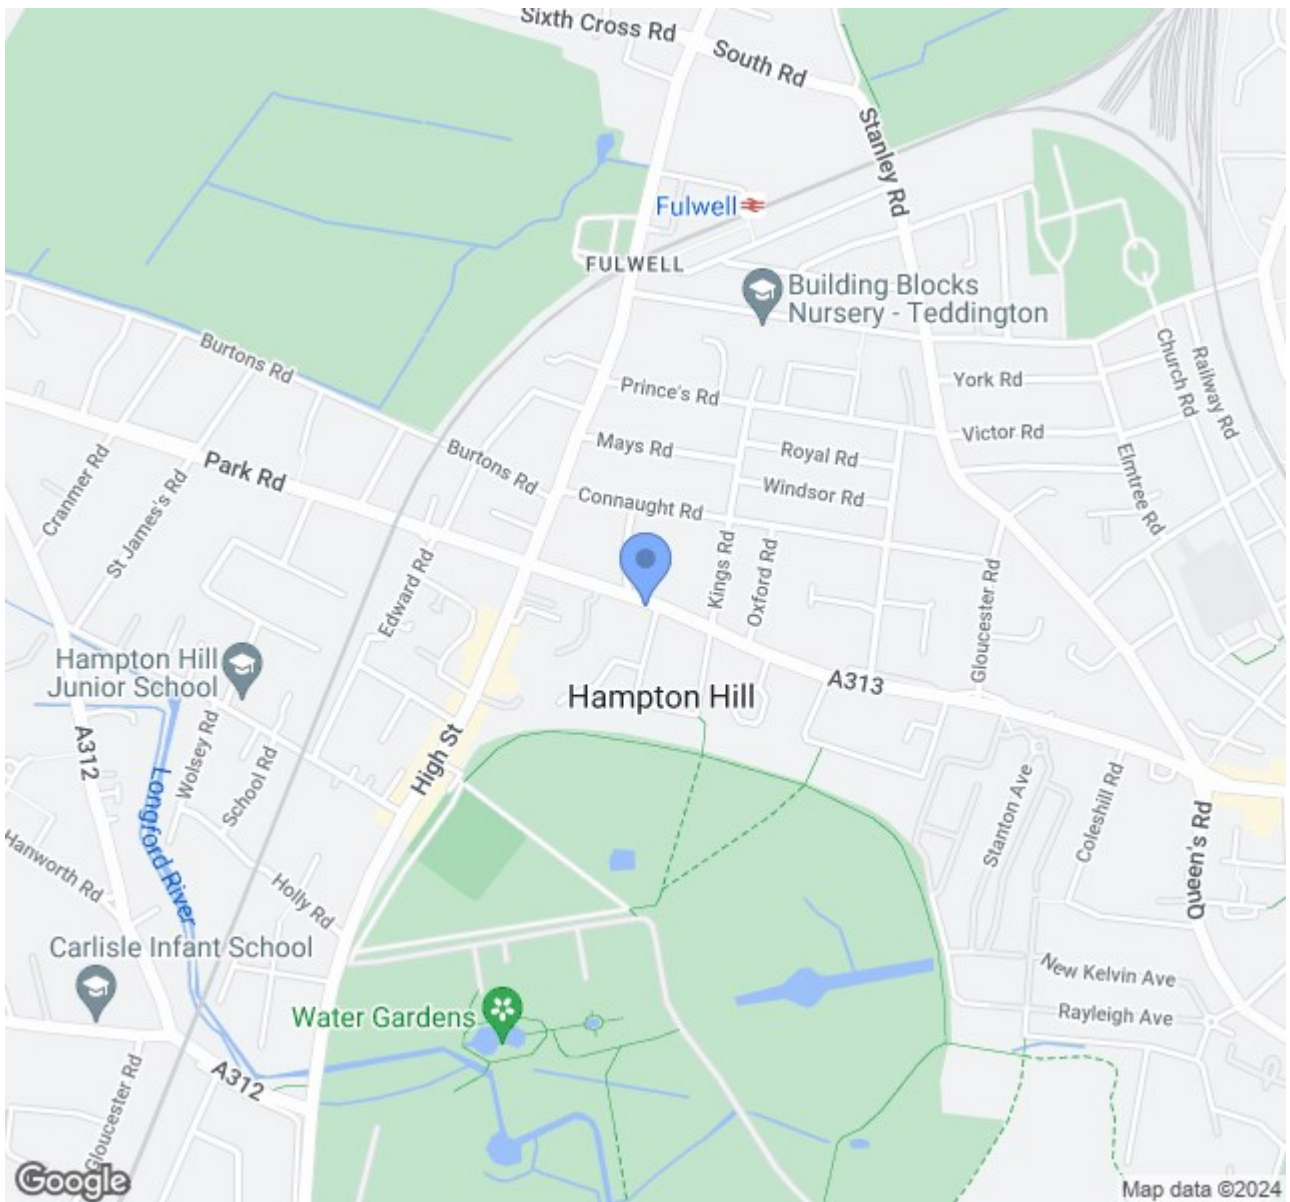 Sixth Cross Rd
South Rd
Stanley Rd
Fulwell
FULWELL
Building Blocks
Nursery - Teddington
Burtons Rd
Prince's Rd
York Rd
Church Rd
Railway Rd
Mays Rd
Royal Rd
Victor Rd
Elmtree Rd
Burtons Rd
Park Rd
Cranmer Rd
St James's Rd
Connaught Rd
Windsor Rd
Kings Rd
Oxford Rd
Gloucester Rd
Edward Rd
Hampton Hill
Junior School
Hampton Hill
A313
A312
High St
Wolsey Rd
School Rd
Longford River
Stanton Ave
Coleshill Rd
Queen's Rd
Hanworth Rd
Holly Rd
Carlisle Infant School
Water Gardens
New Kelvin Ave
Rayleigh Ave
A312
Gloucester Rd
Google
Map data ©2024